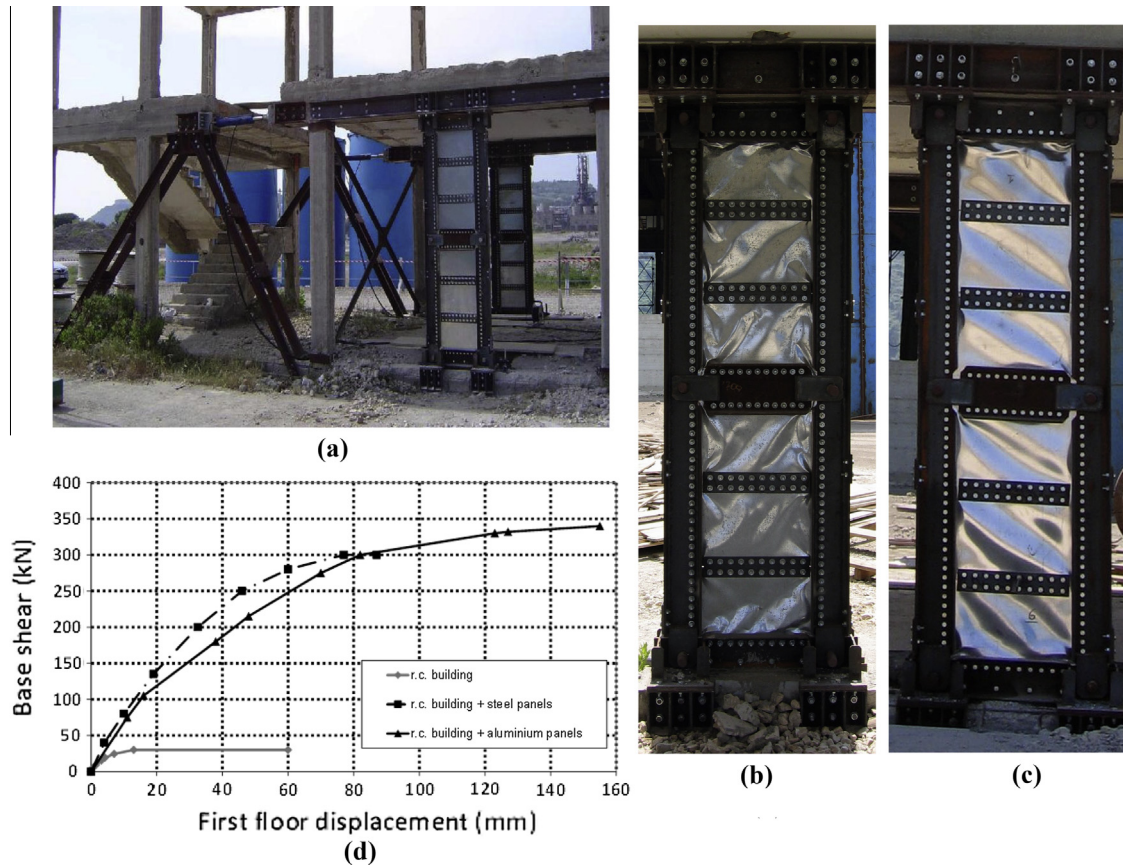 (a)
(b)
(c)
400
350
300
250
200
150
100
50
0
Base shear (kN)
r.c. building
r.c. building + steel panels
r.c. building + aluminium panels
0 20 40 60 80 100 120 140 160
First floor displacement (mm)
(d)
6